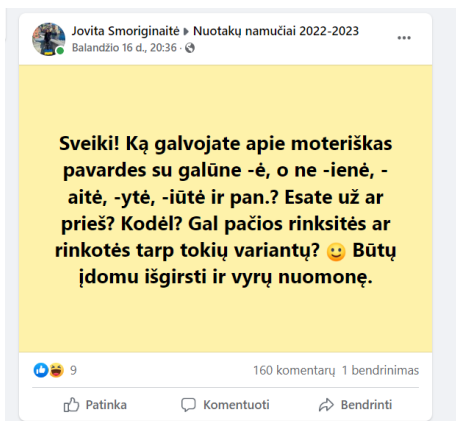 Jovita Smoriginaitė ▸ Nuotakų namučiai 2022-2023
Balandžio 16 d., 20:36 ·
Sveiki! Ką galvojate apie moteriškas
pavardes su galūne -ė, o ne -ienė, -
aitė, -ytė, -iūtė ir pan.? Esate už ar
prieš? Kodėl? Gal pačios rinksitės ar
rinkotės tarp tokių variantų? 🙂 Būtų
įdomu išgirsti ir vyrų nuomonę.
9
160 komentarų 1 bendrinimas
Patinka
Komentuoti
Bendrinti